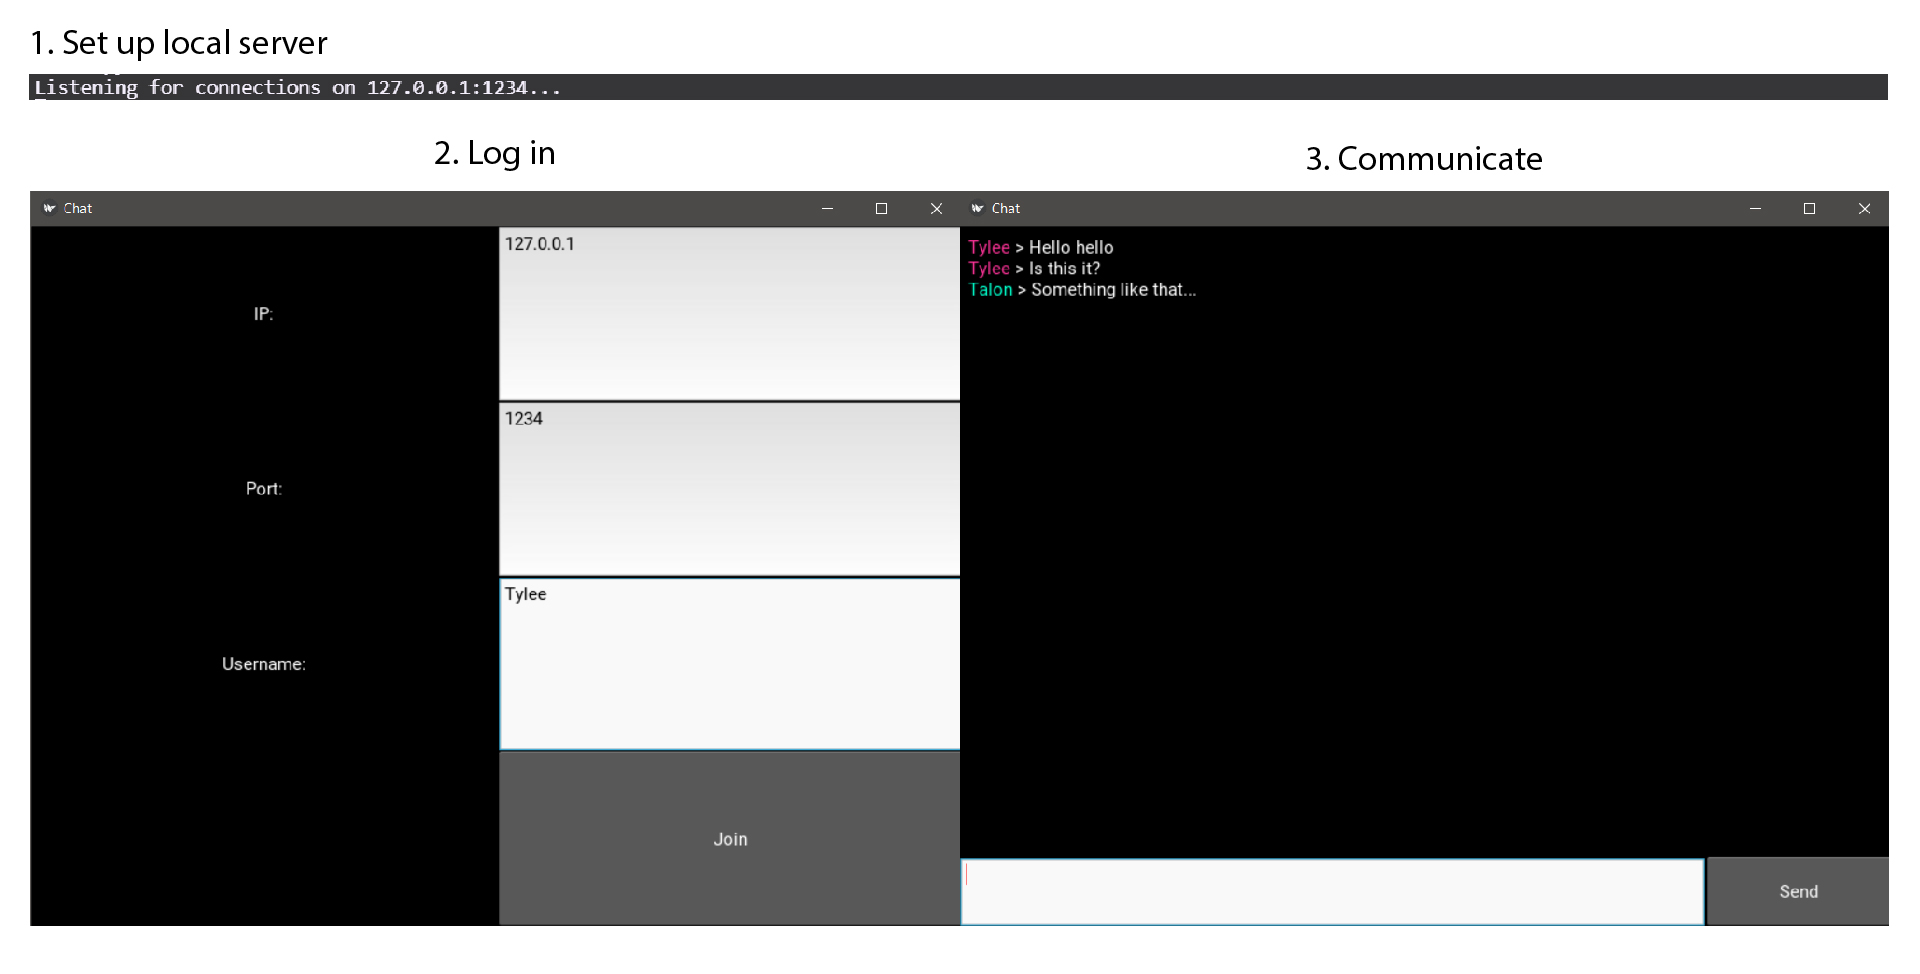 1. Set up local server
Listening for connections on 127.0.0.1:1234...
2. Log in
3. Communicate
Chat
127.0.0.1
IP:
1234
Port:
Tylee
Username:
Join
Chat
Tylee > Hello hello
Tylee > Is this it?
Talon > Something like that...
Send